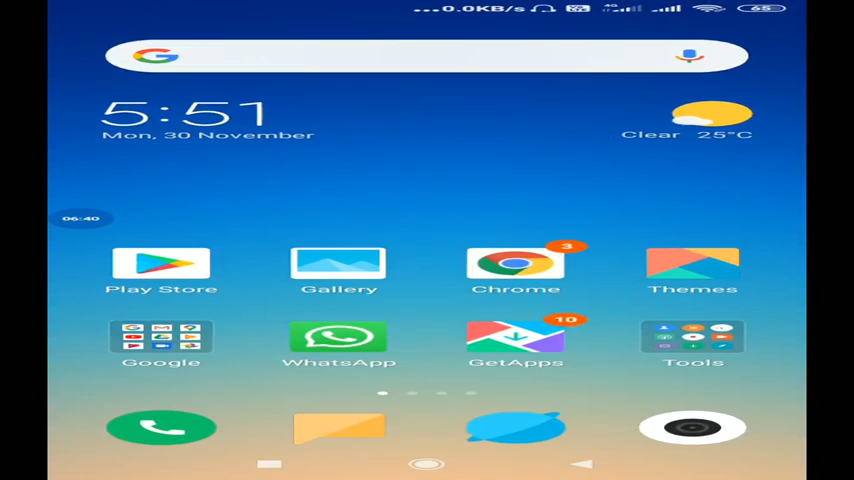 ...0.0KB/s 4G 65
5:51
Mon, 30 November
Clear 25°C
06:40
3
Play Store Gallery Chrome Themes
10
Google WhatsApp GetApps Tools